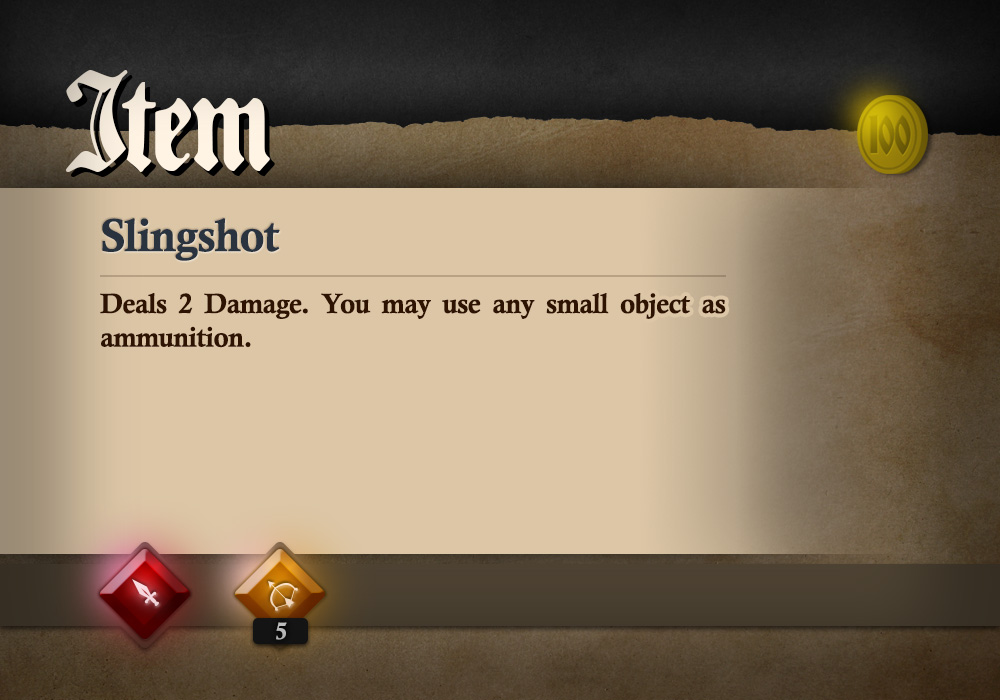 Item
100
Slingshot
Deals 2 Damage. You may use any small object as
ammunition.
5